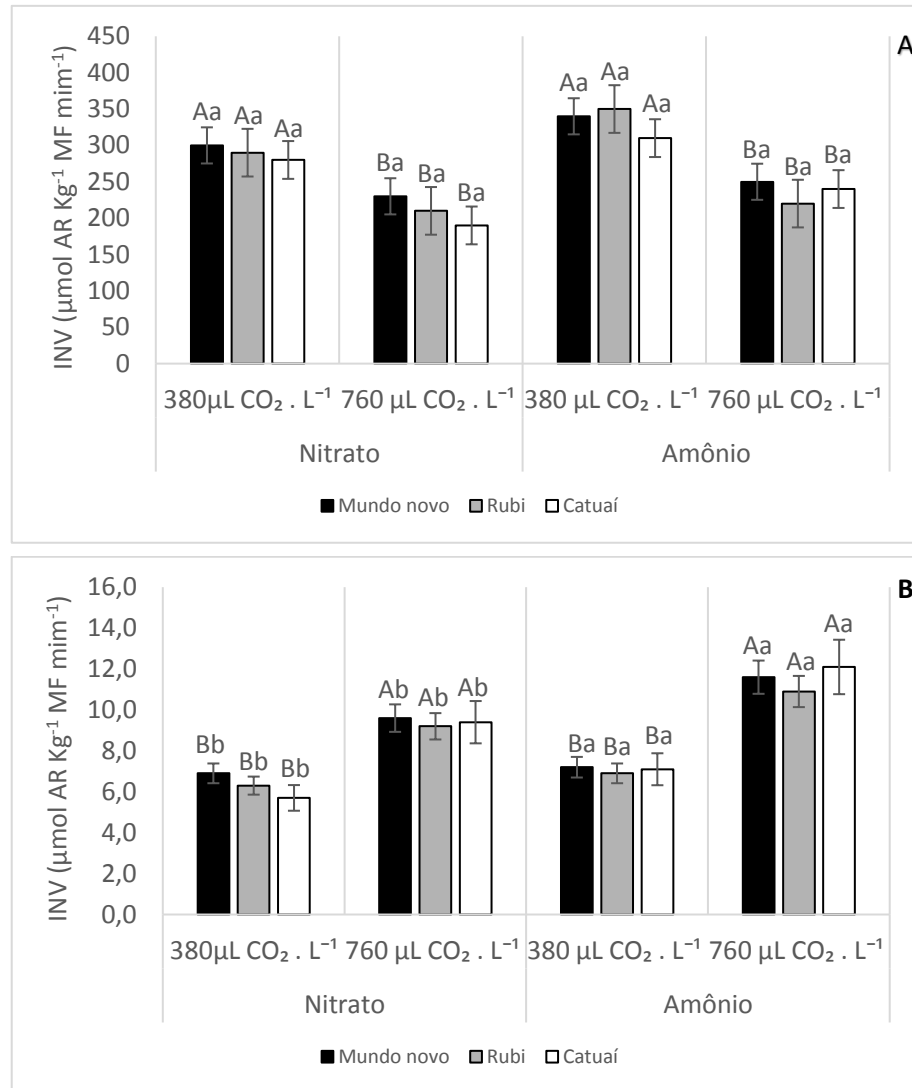 A
INV (µmol AR Kg⁻¹ MF mim⁻¹)
450
400
350
300
250
200
150
100
50
0
Aa Aa Aa Ba Ba Ba Aa Aa Aa Ba Ba Ba
380µL CO₂ . L⁻¹ 760 µL CO₂ . L⁻¹ 380 µL CO₂ . L⁻¹ 760 µL CO₂ . L⁻¹
Nitrato Amônio
Mundo novo Rubi Catuaí
B
INV (µmol AR Kg⁻¹ MF mim⁻¹)
16,0
14,0
12,0
10,0
8,0
6,0
4,0
2,0
0,0
Bb Bb Bb Ab Ab Ab Ba Ba Ba Aa Aa Aa
380µL CO₂ . L⁻¹ 760 µL CO₂ . L⁻¹ 380 µL CO₂ . L⁻¹ 760 µL CO₂ . L⁻¹
Nitrato Amônio
Mundo novo Rubi Catuaí